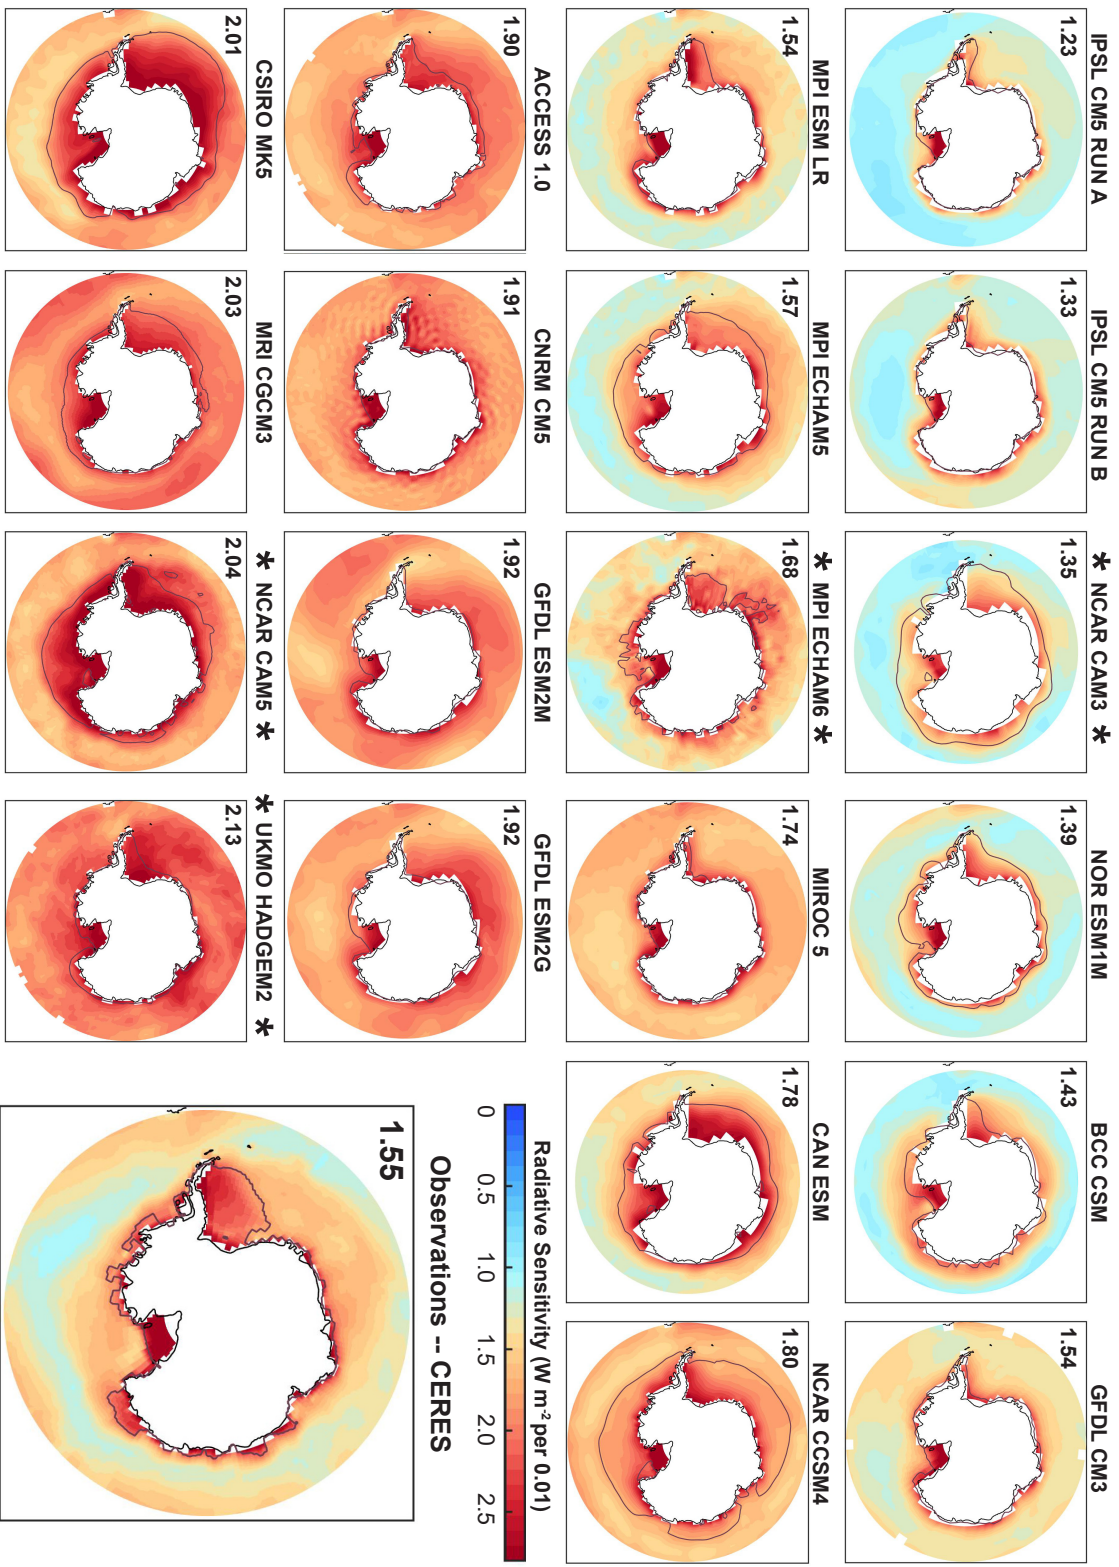 IPSL CM5 RUN A
1.23
IPSL CM5 RUN B
1.33
* NCAR CAM3 *
1.35
NOR ESM1M
1.39
BCC CSM
1.43
GFDL CM3
1.54
MPI ESM LR
1.54
MPI ECHAM5
1.57
* MPI ECHAM6 *
1.68
MIROC 5
1.74
CAN ESM
1.78
NCAR CCSM4
1.80
ACCESS 1.0
1.90
CNRM CM5
1.91
GFDL ESM2M
1.92
GFDL ESM2G
1.92
CSIRO MK5
2.01
MRI CGCM3
2.03
* NCAR CAM5 *
2.04
* UKMO HADGEM2 *
2.13
Radiative Sensitivity (W m⁻² per 0.01)
0 0.5 1.0 1.5 2.0 2.5
Observations -- CERES
1.55